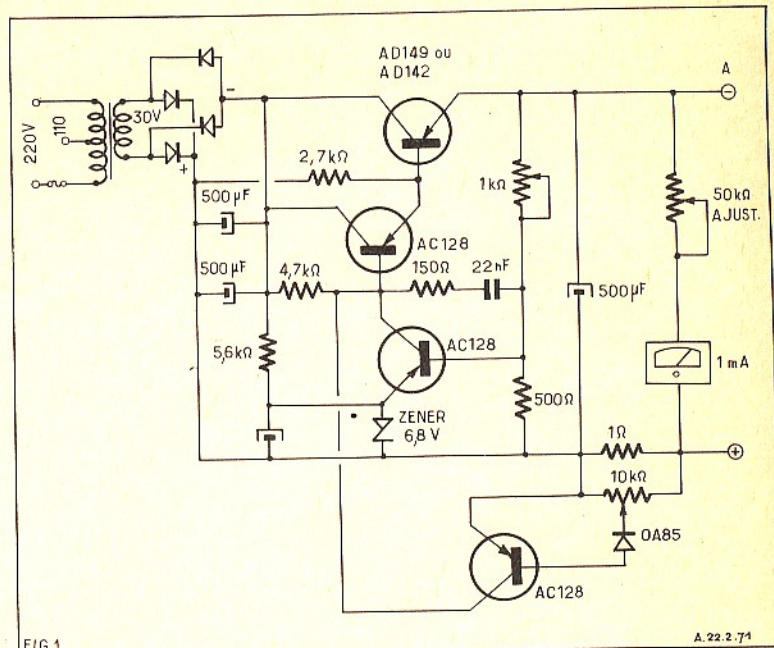 AD149 ou
AD142
A
−
220V
110
30V
−
+
2,7kΩ
500µF
1kΩ
50kΩ
AJUST.
AC128
500µF
4,7kΩ
150Ω
22nF
500µF
5,6kΩ
AC128
1mA
500Ω
ZENER
6,8 V
1Ω
+
10kΩ
OA85
AC128
FIG.1
A.22.2.71